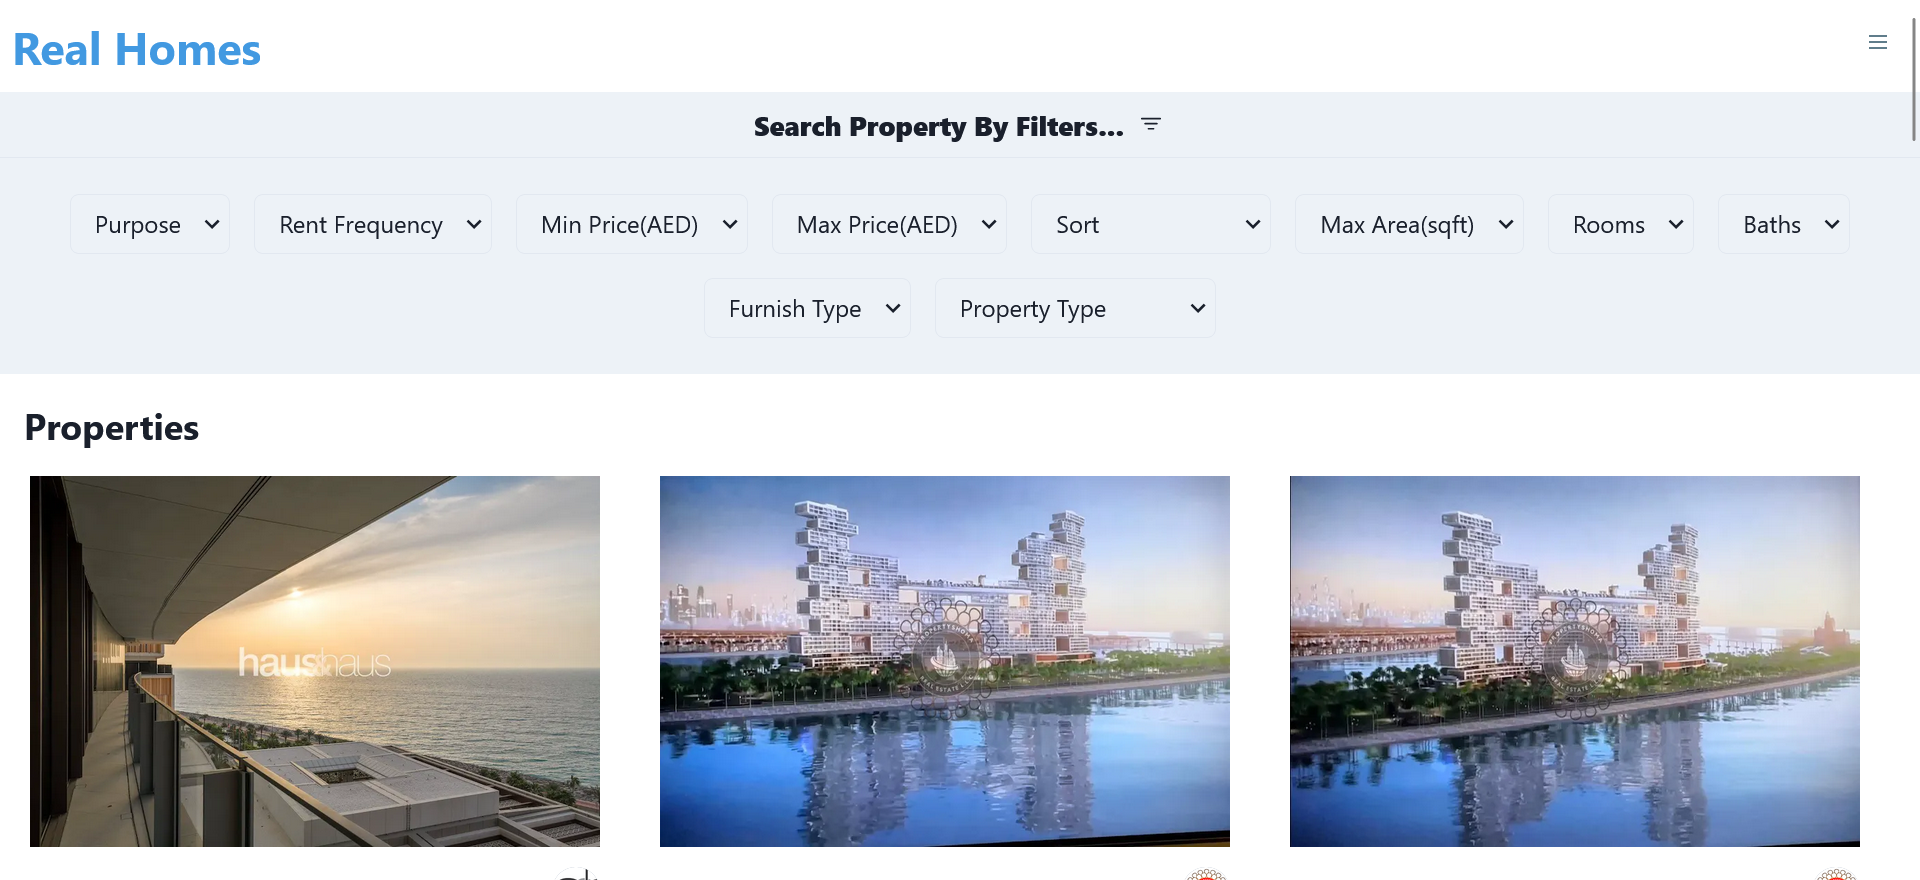 Real Homes
Search Property By Filters...
Purpose
Rent Frequency
Min Price(AED)
Max Price(AED)
Sort
Max Area(sqft)
Rooms
Baths
Furnish Type
Property Type
Properties
haus&haus